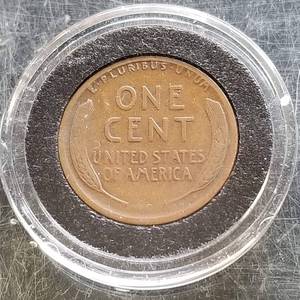 E·PLURIBUS·UNUM
ONE
CENT
UNITED STATES
OF AMERICA